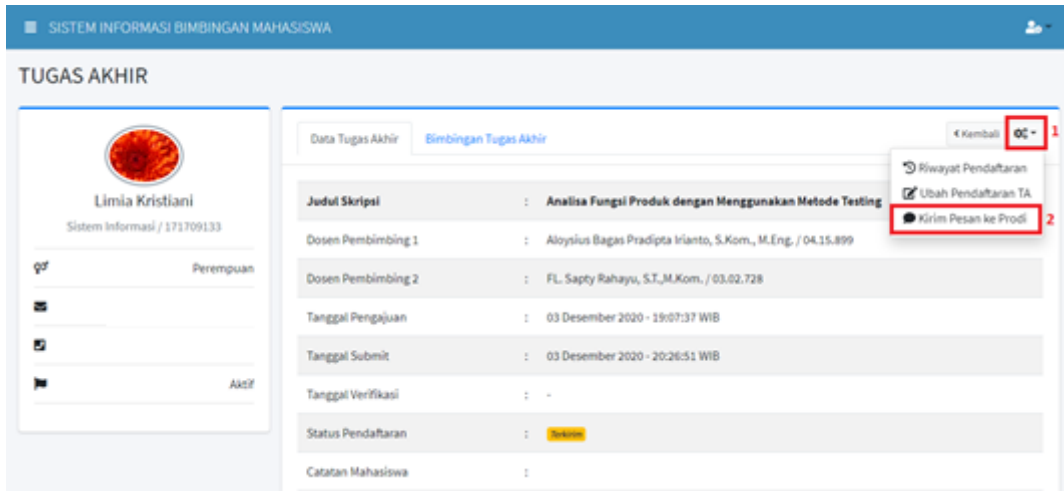 SISTEM INFORMASI BIMBINGAN MAHASISWA
TUGAS AKHIR
Limia Kristiani
Sistem Informasi / 171709133
Perempuan
Aktif
Data Tugas Akhir Bimbingan Tugas Akhir
Kembali 1
Riwayat Pendaftaran
Ubah Pendaftaran TA
Kirim Pesan ke Prodi 2
Judul Skripsi : Analisa Fungsi Produk dengan Menggunakan Metode Testing
Dosen Pembimbing 1 : Aloysius Bagas Pradipta Irianto, S.Kom., M.Eng. / 04.15.899
Dosen Pembimbing 2 : FL. Sapty Rahayu, S.T.,M.Kom. / 03.02.728
Tanggal Pengajuan : 03 Desember 2020 - 19:07:37 WIB
Tanggal Submit : 03 Desember 2020 - 20:26:51 WIB
Tanggal Verifikasi : -
Status Pendaftaran : Terkirim
Catatan Mahasiswa :